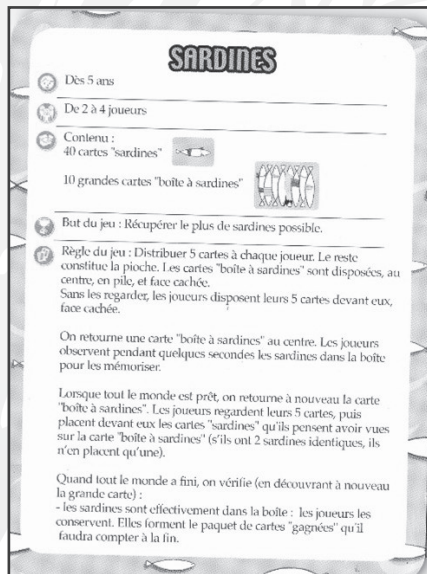 SARDINES
Dès 5 ans
De 2 à 4 joueurs
Contenu :
40 cartes "sardines"
10 grandes cartes "boîte à sardines"
But du jeu : Récupérer le plus de sardines possible.
Règle du jeu : Distribuer 5 cartes à chaque joueur. Le reste
constitue la pioche. Les cartes "boîte à sardines" sont disposées, au
centre, en pile, et face cachée.
Sans les regarder, les joueurs disposent leurs 5 cartes devant eux,
face cachée.
On retourne une carte "boîte à sardines" au centre. Les joueurs
observent pendant quelques secondes les sardines dans la boîte
pour les mémoriser.
Lorsque tout le monde est prêt, on retourne à nouveau la carte
"boîte à sardines". Les joueurs regardent leurs 5 cartes, puis
placent devant eux les cartes "sardines" qu'ils pensent avoir vues
sur la carte "boîte à sardines" (s'ils ont 2 sardines identiques, ils
n'en placent qu'une).
Quand tout le monde a fini, on vérifie (en découvrant à nouveau
la grande carte) :
- les sardines sont effectivement dans la boîte : les joueurs les
conservent. Elles forment le paquet de cartes "gagnées" qu'il
faudra compter à la fin.